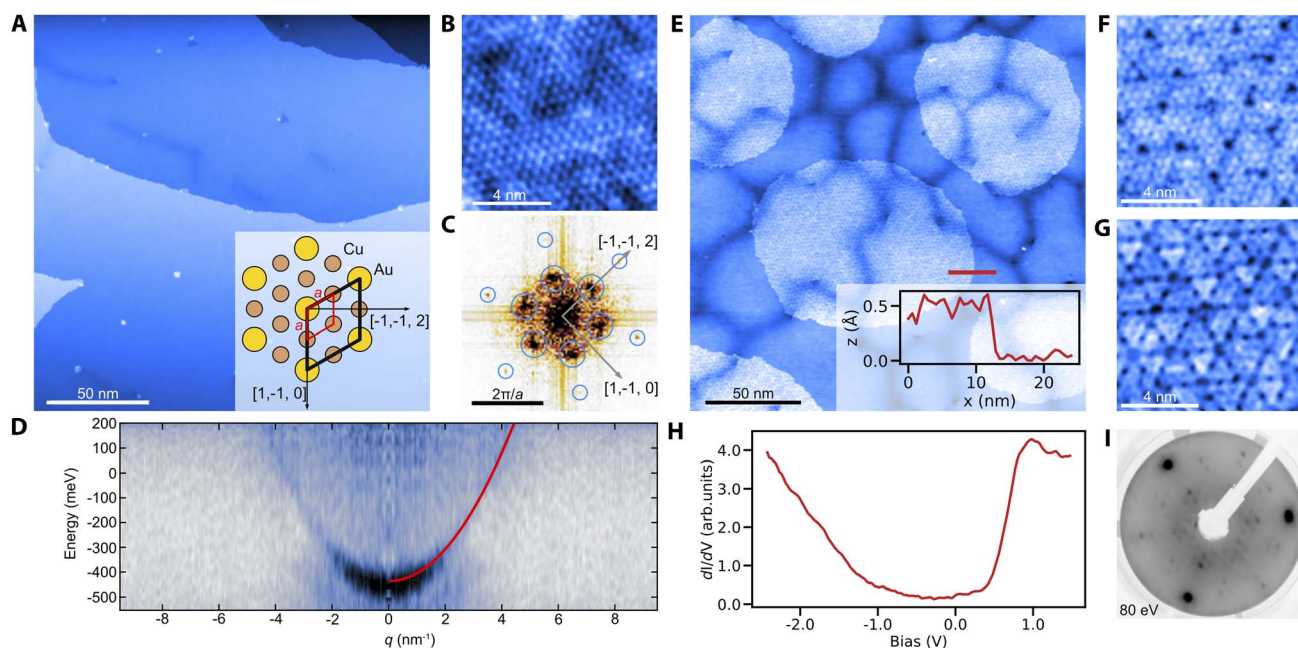 A
Cu
Au
a
a
[-1,-1, 2]
[1,-1, 0]
50 nm
B
4 nm
C
[-1,-1, 2]
[1,-1, 0]
2π/a
D
Energy (meV)
200
100
0
-100
-200
-300
-400
-500
-8
-6
-4
-2
0
2
4
6
8
q (nm⁻¹)
E
50 nm
z (Å)
0.5
0.0
0
10
20
x (nm)
F
4 nm
G
4 nm
H
dI/dV (arb.units)
4.0
3.0
2.0
1.0
0.0
-2.0
-1.0
0.0
1.0
Bias (V)
I
80 eV